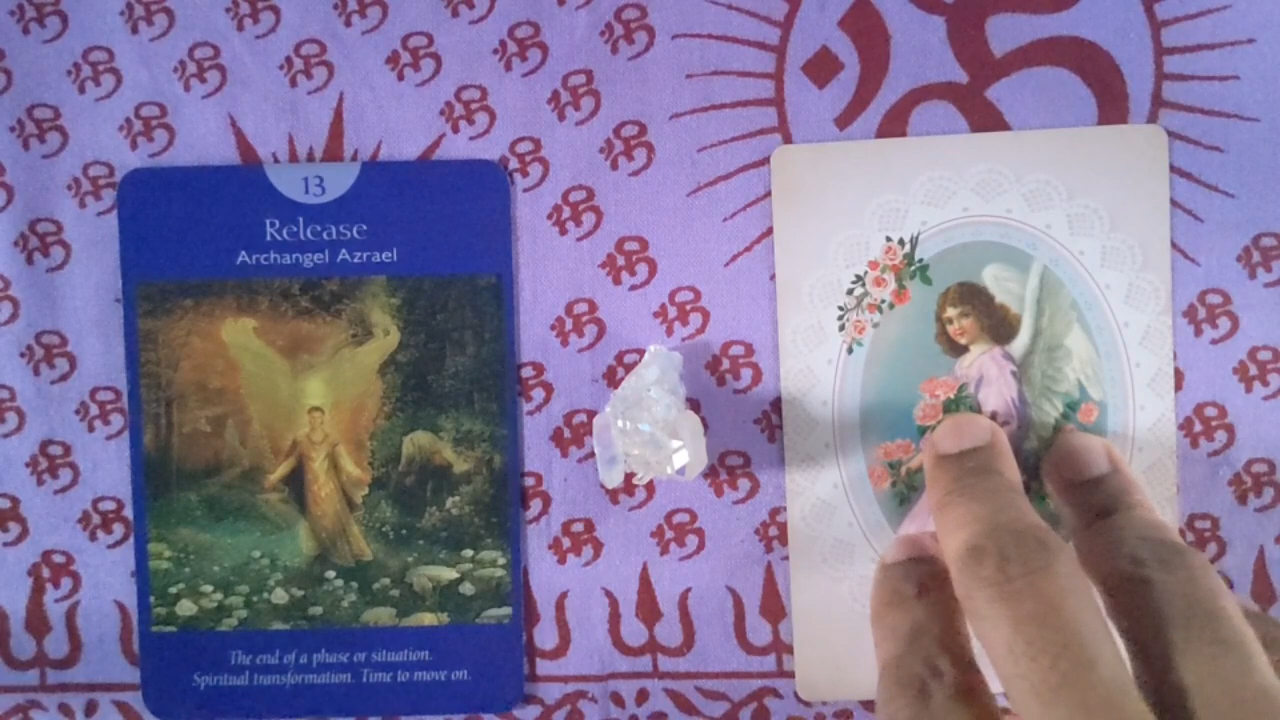 13
Release
Archangel Azrael
The end of a phase or situation.
Spiritual transformation. Time to move on.